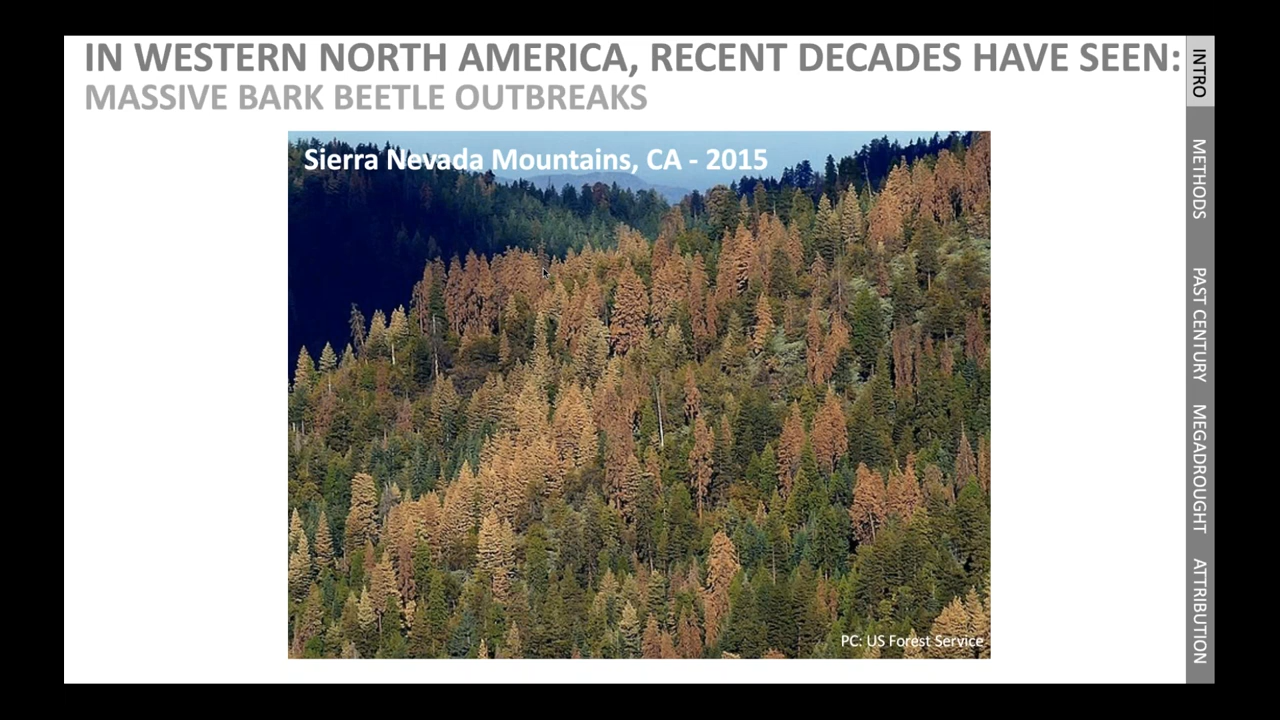 IN WESTERN NORTH AMERICA, RECENT DECADES HAVE SEEN:
MASSIVE BARK BEETLE OUTBREAKS
Sierra Nevada Mountains, CA - 2015
PC: US Forest Service
INTRO
METHODS
PAST CENTURY
MEGADROUGHT
ATTRIBUTION